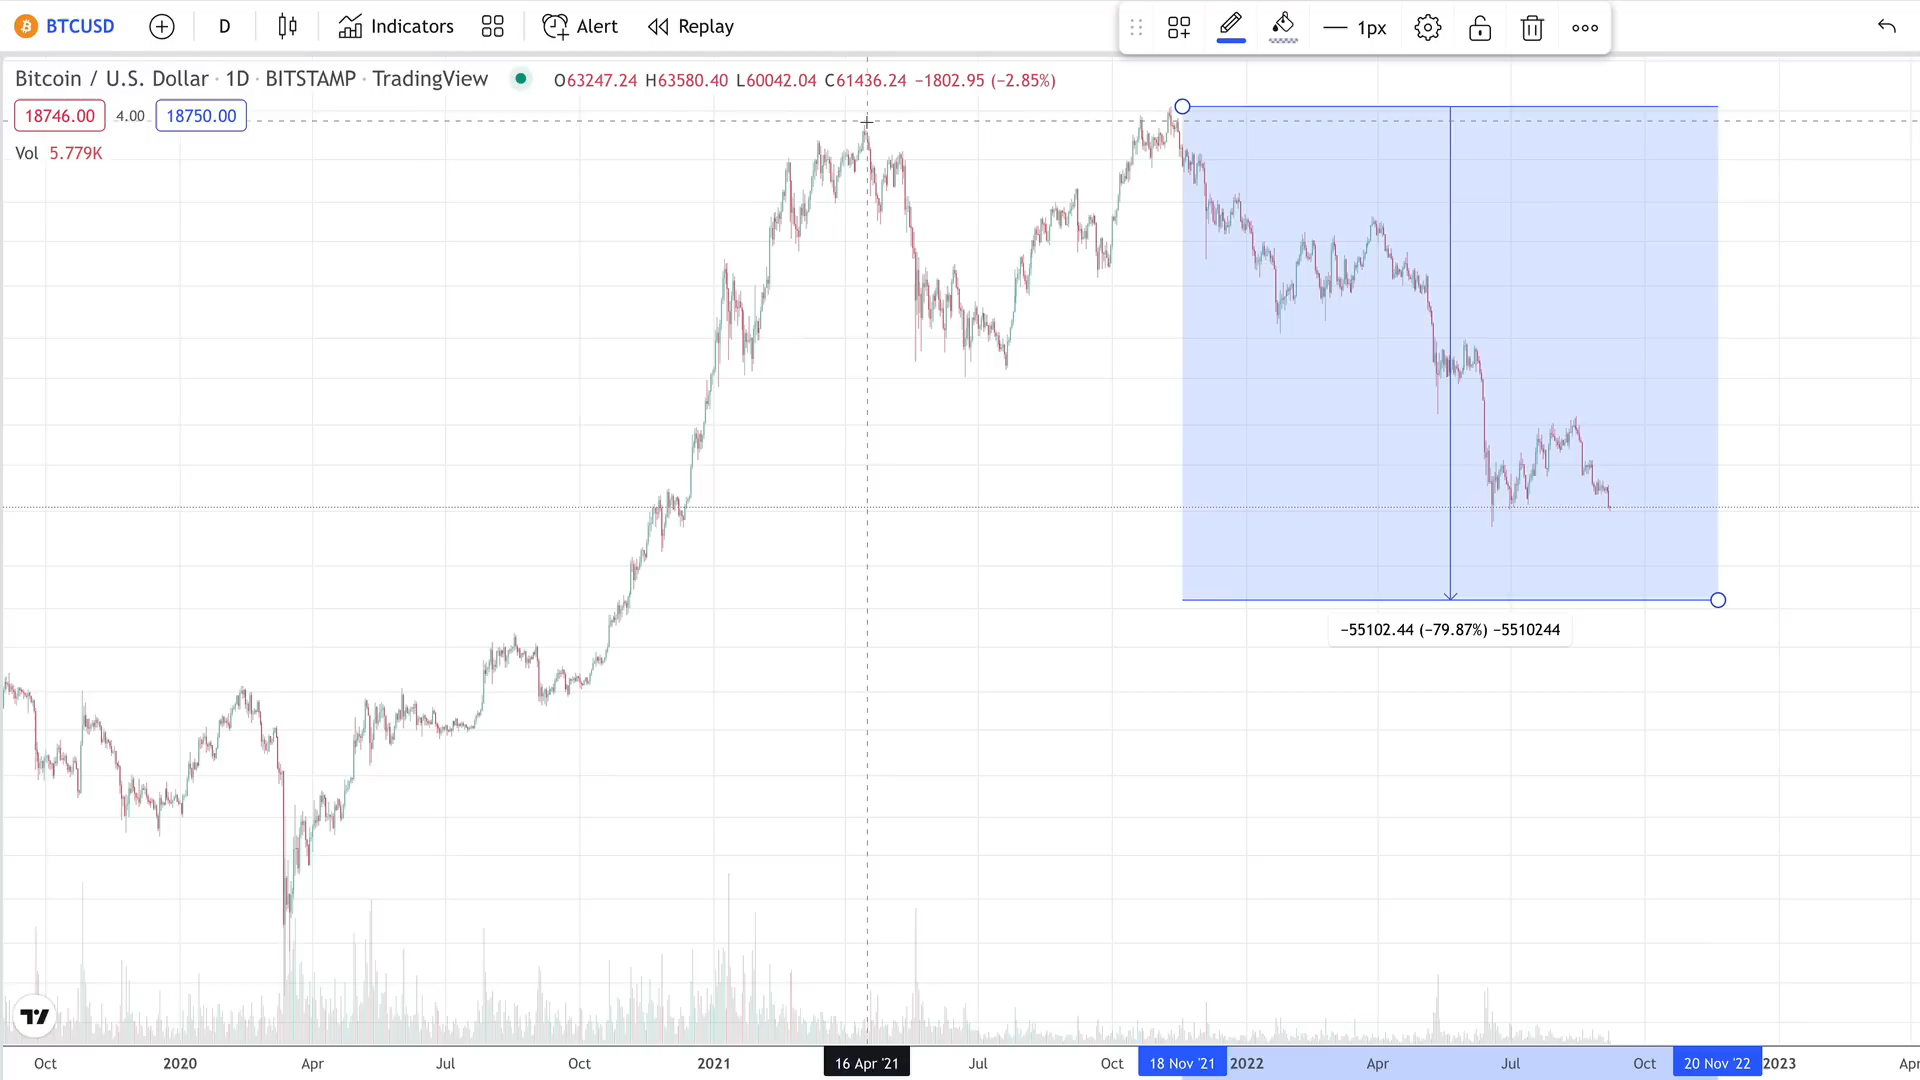 BTCUSD D Indicators Alert Replay 1px
Bitcoin / U.S. Dollar · 1D · BITSTAMP · TradingView O63247.24 H63580.40 L60042.04 C61436.24 −1802.95 (−2.85%)
18746.00 4.00 18750.00
Vol 5.779K
−55102.44 (−79.87%) −5510244
Oct 2020 Apr Jul Oct 2021 16 Apr '21 Jul Oct 18 Nov '21 2022 Apr Jul Oct 20 Nov '22 2023 Apr